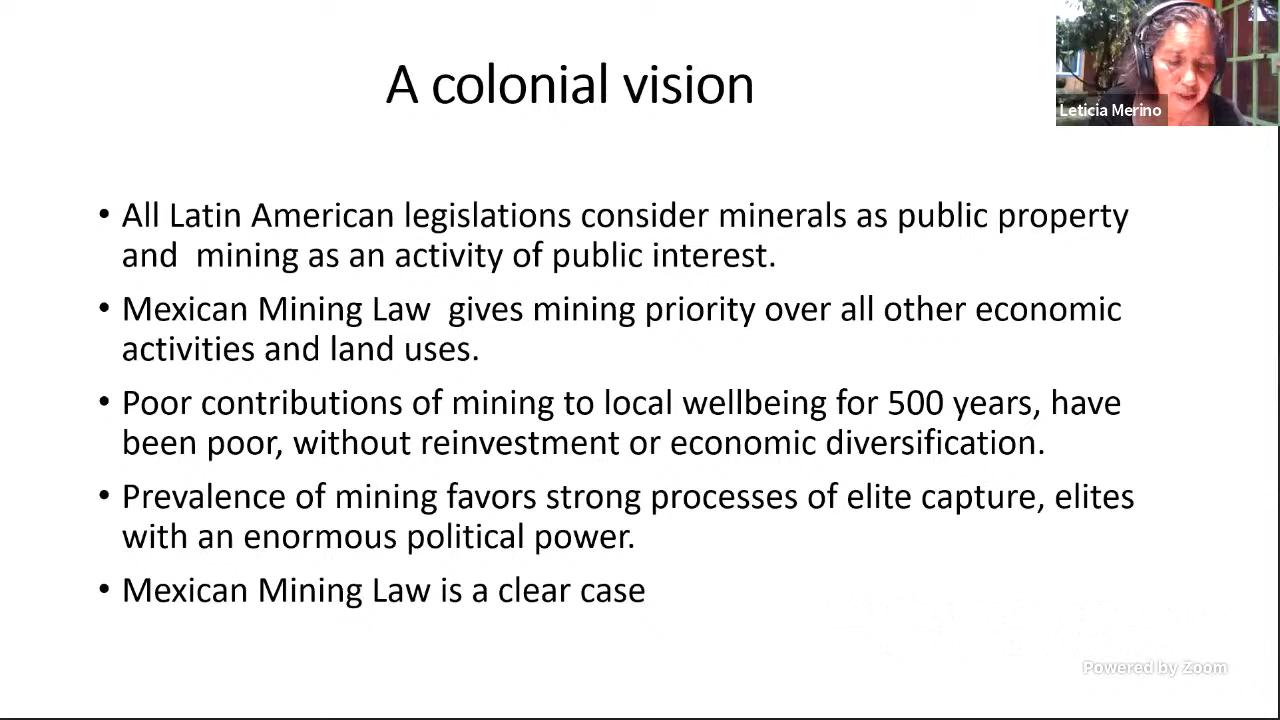 A colonial vision
Leticia Merino
• All Latin American legislations consider minerals as public property
and  mining as an activity of public interest.
• Mexican Mining Law  gives mining priority over all other economic
activities and land uses.
• Poor contributions of mining to local wellbeing for 500 years, have
been poor, without reinvestment or economic diversification.
• Prevalence of mining favors strong processes of elite capture, elites
with an enormous political power.
• Mexican Mining Law is a clear case
Powered by Zoom